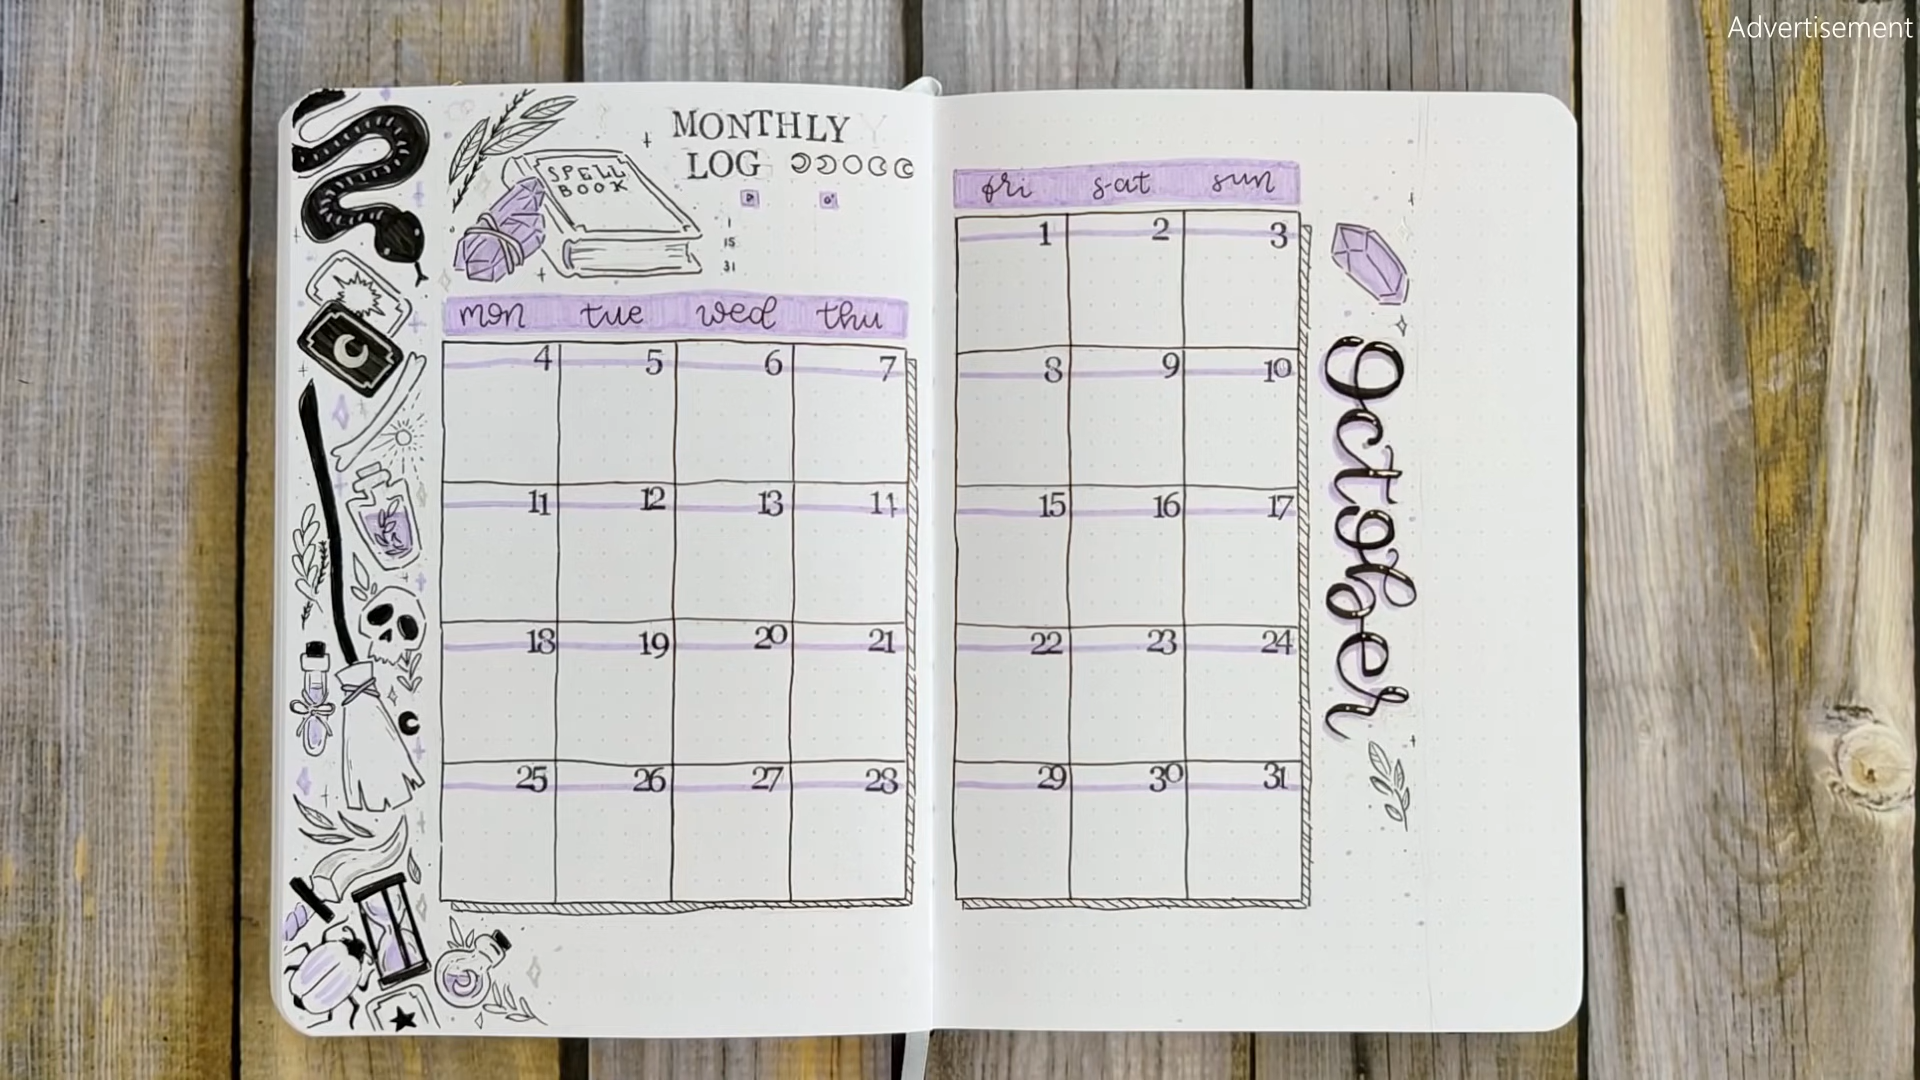 Advertisement
MONTHLY
LOG
SPELL
BOOK
1
15
31
mon tue wed thu
4 5 6 7
11 12 13 14
18 19 20 21
25 26 27 28
fri sat sun
1 2 3
8 9 10
15 16 17
22 23 24
29 30 31
October